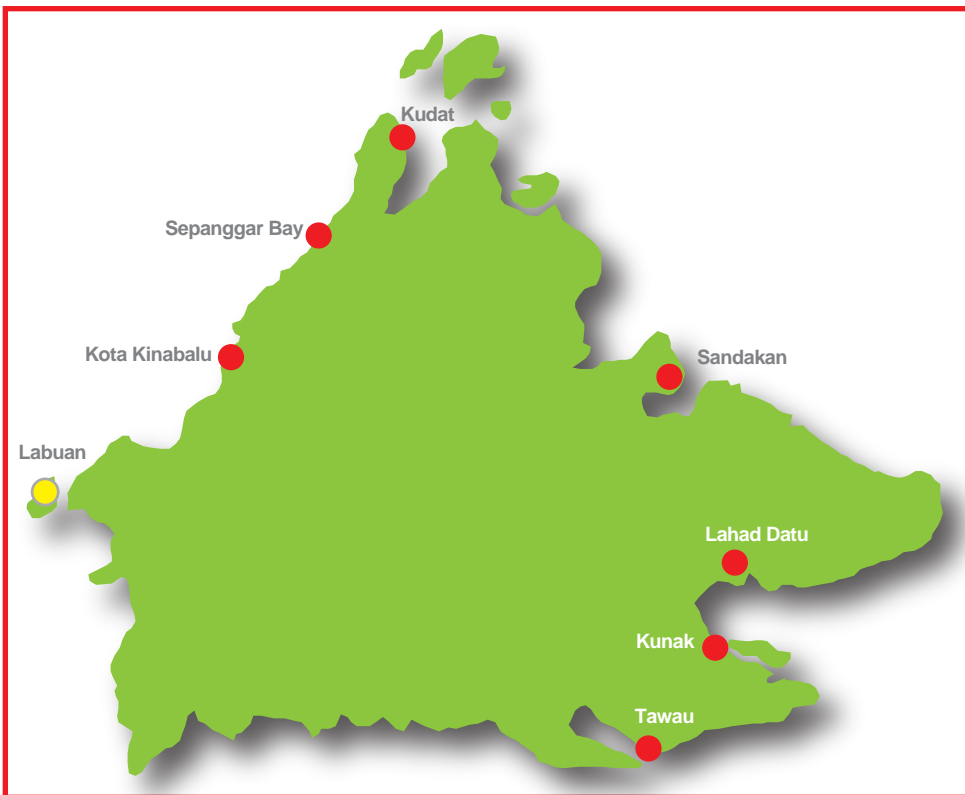 Kudat
Sepanggar Bay
Kota Kinabalu
Sandakan
Labuan
Lahad Datu
Kunak
Tawau